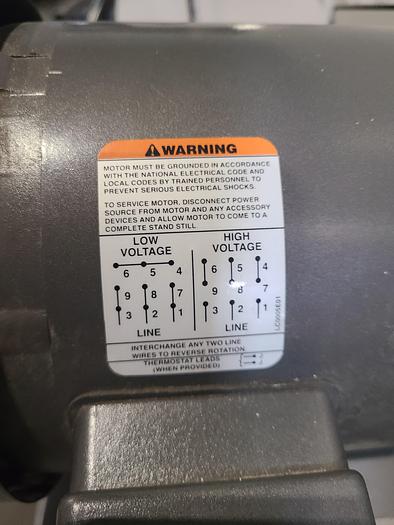 WARNING
MOTOR MUST BE GROUNDED IN ACCORDANCE
WITH THE NATIONAL ELECTRICAL CODE AND
LOCAL CODES BY TRAINED PERSONNEL TO
PREVENT SERIOUS ELECTRICAL SHOCKS.
TO SERVICE MOTOR, DISCONNECT POWER
SOURCE FROM MOTOR AND ANY ACCESSORY
DEVICES AND ALLOW MOTOR TO COME TO A
COMPLETE STAND STILL.
LOW
VOLTAGE
6 5 4
9 8 7
3 2 1
LINE
HIGH
VOLTAGE
6 5 4
9 8 7
3 2 1
LINE
LC0005E01
INTERCHANGE ANY TWO LINE
WIRES TO REVERSE ROTATION.
THERMOSTAT LEADS
(WHEN PROVIDED)